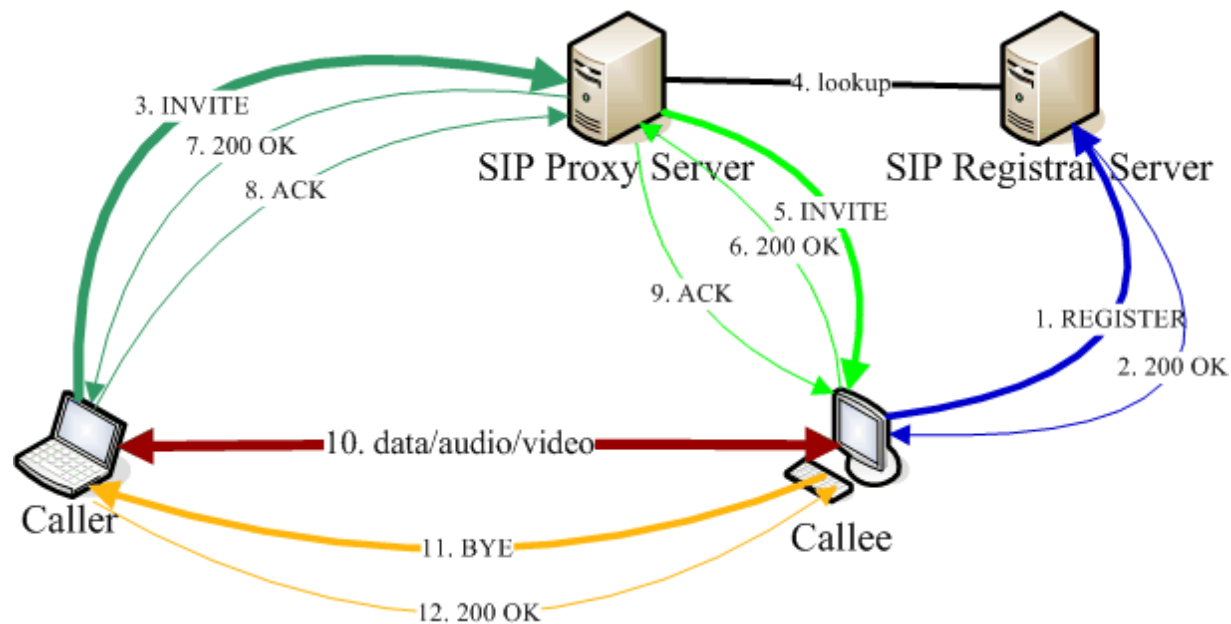 3. INVITE
4. lookup
7. 200 OK
8. ACK
SIP Proxy Server
SIP Registrar Server
5. INVITE
6. 200 OK
9. ACK
1. REGISTER
2. 200 OK
10. data/audio/video
Caller
Callee
11. BYE
12. 200 OK